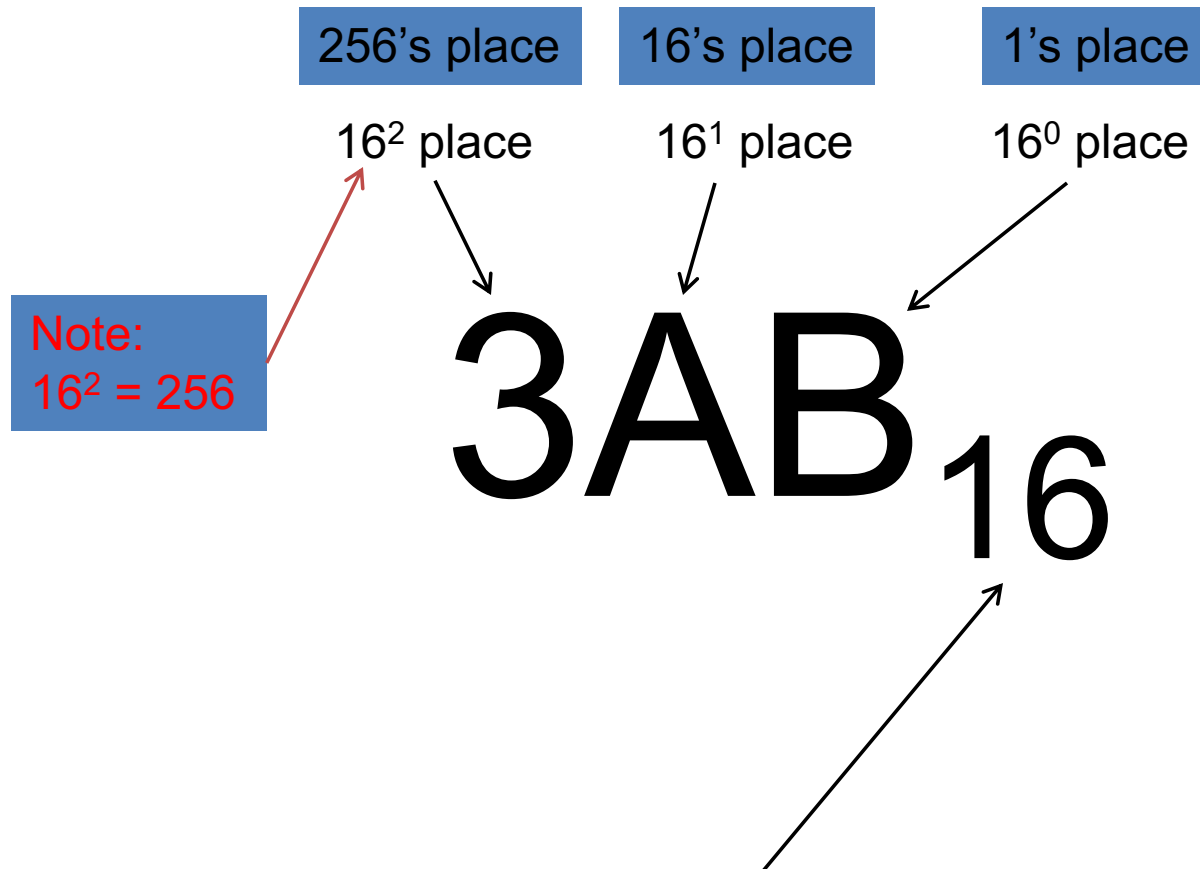 256’s place 16’s place 1’s place
16² place 16¹ place 16⁰ place
Note:
16² = 256
3AB₁₆